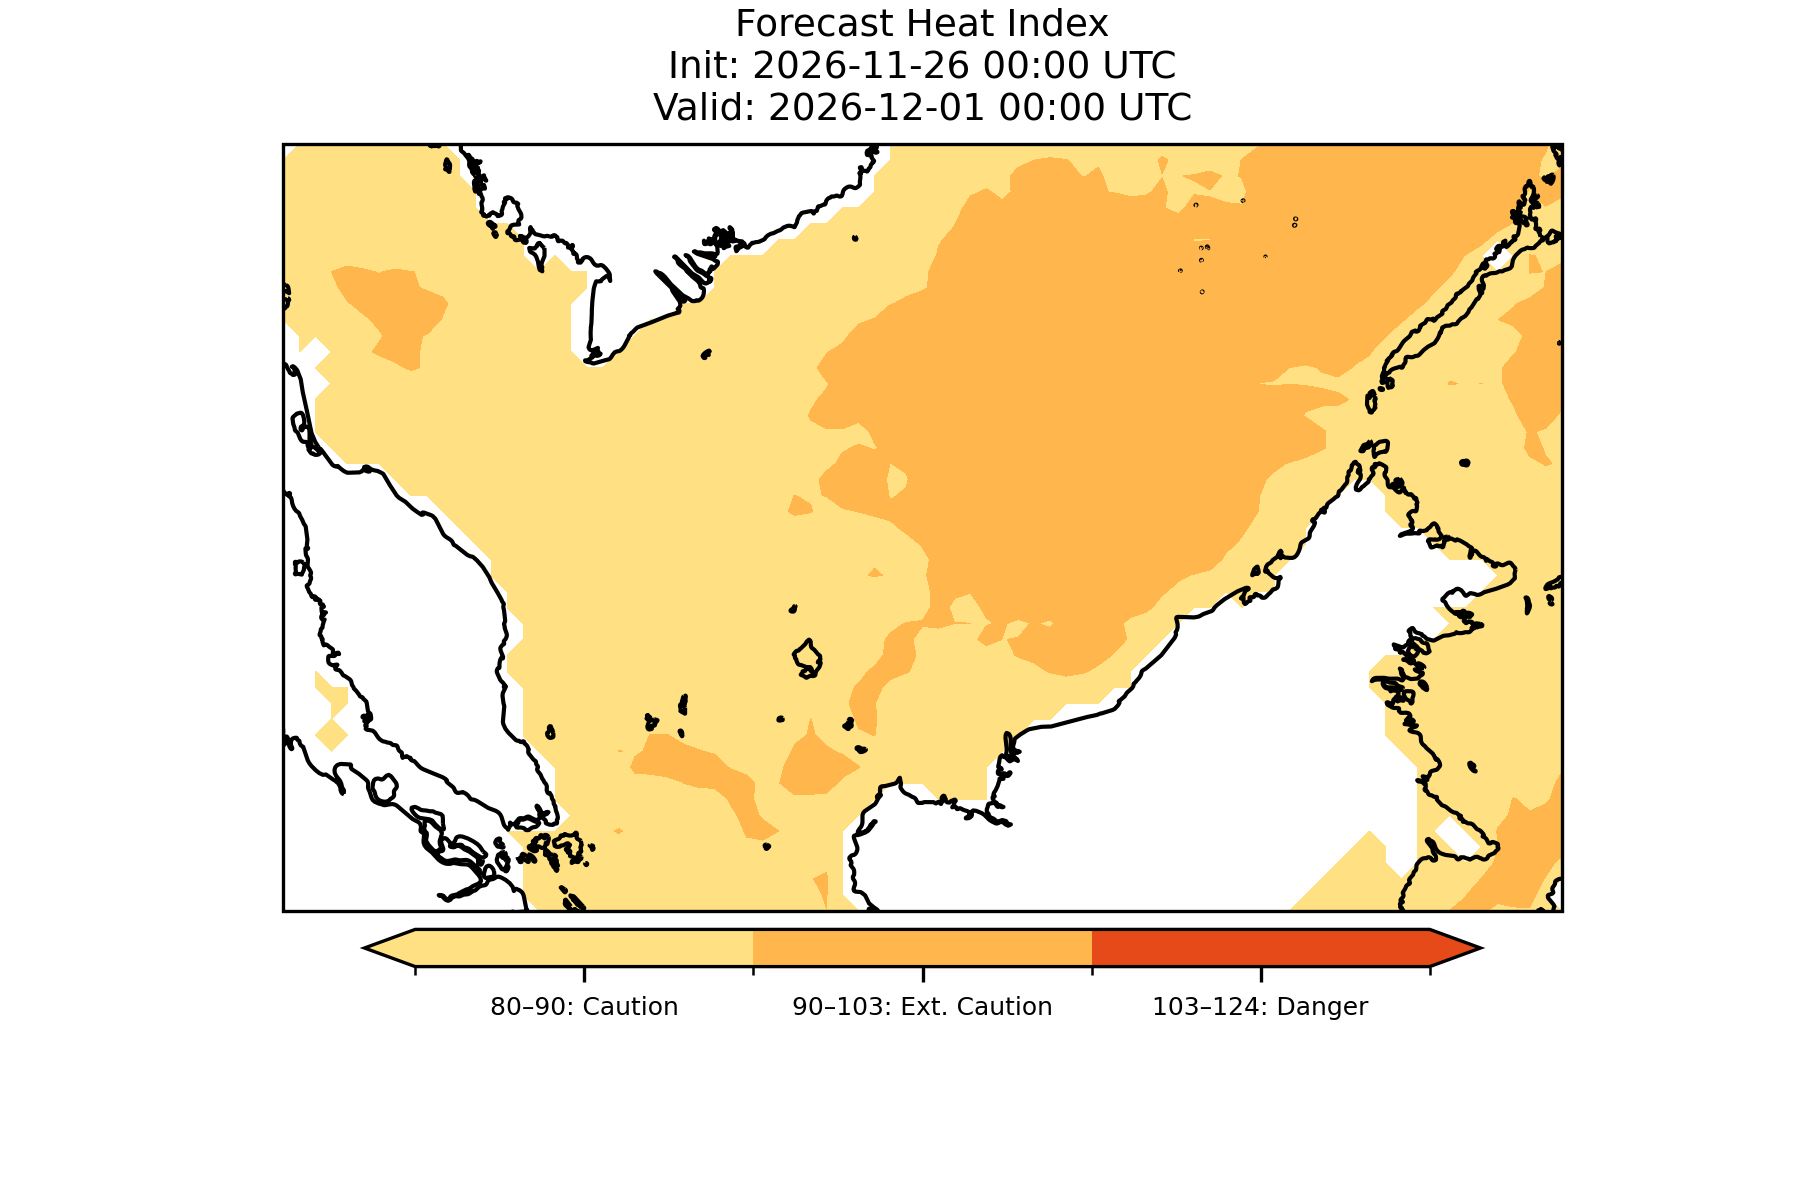 Forecast Heat Index
Init: 2026-11-26 00:00 UTC
Valid: 2026-12-01 00:00 UTC
80–90: Caution
90–103: Ext. Caution
103–124: Danger